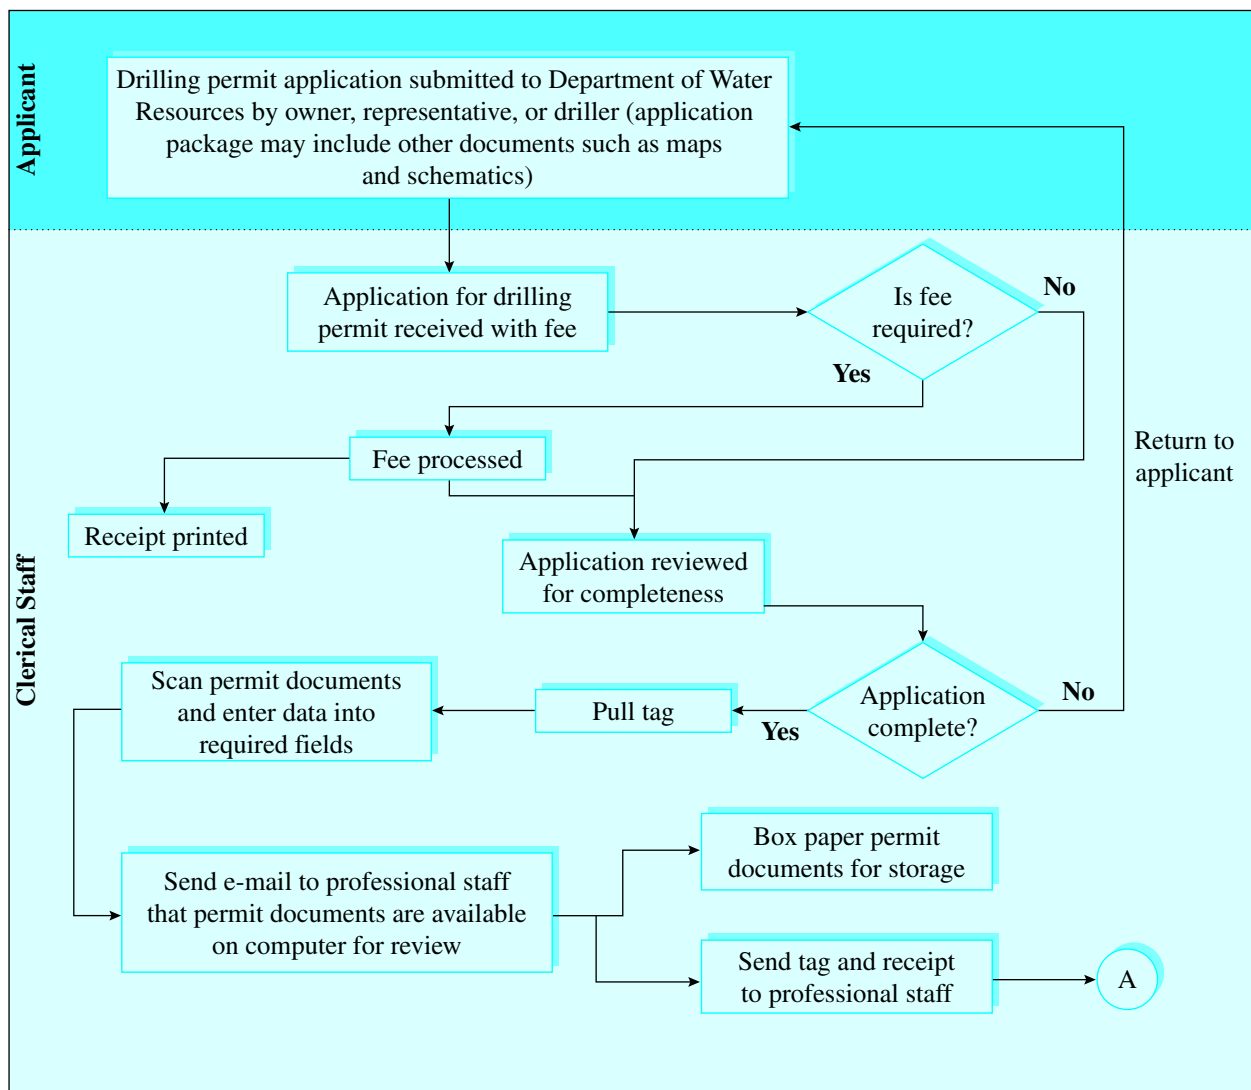 Applicant
Drilling permit application submitted to Department of Water
Resources by owner, representative, or driller (application
package may include other documents such as maps
and schematics)
Application for drilling
permit received with fee
Is fee
required?
No
Yes
Fee processed
Return to
applicant
Receipt printed
Application reviewed
for completeness
Clerical Staff
Application
complete?
No
Yes
Pull tag
Scan permit documents
and enter data into
required fields
Send e-mail to professional staff
that permit documents are available
on computer for review
Box paper permit
documents for storage
Send tag and receipt
to professional staff
A